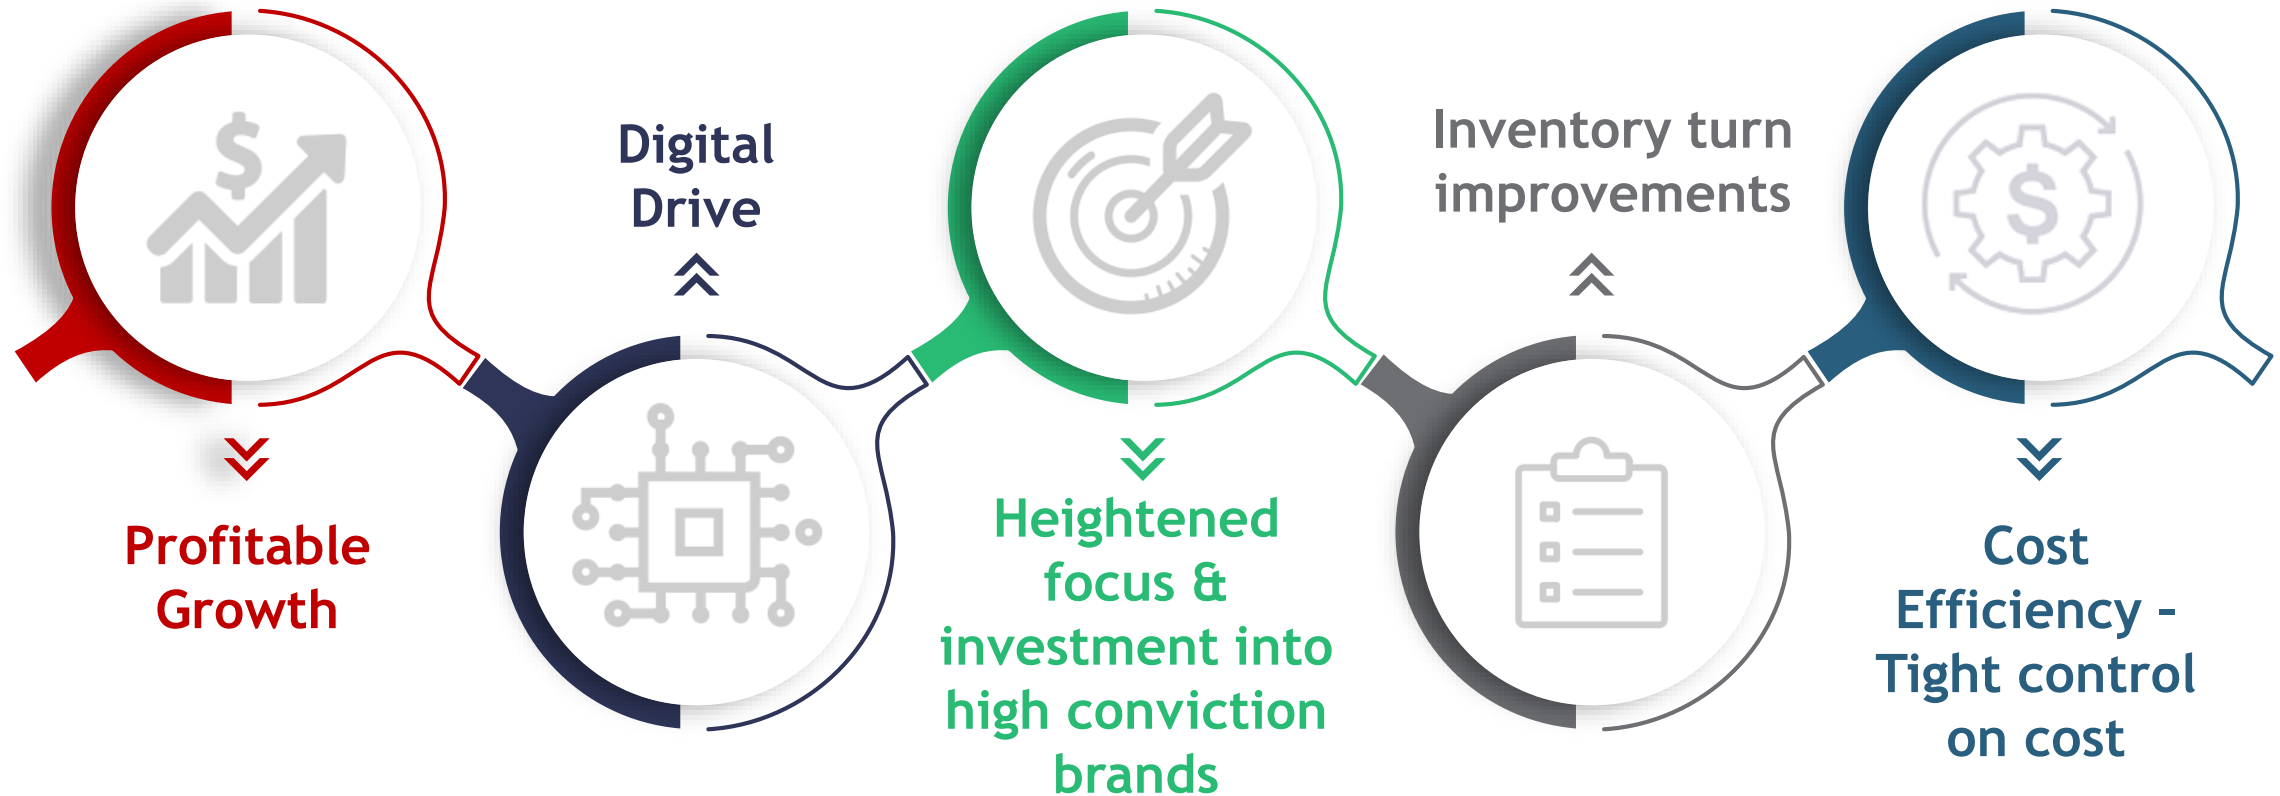 Profitable
Growth
Digital
Drive
Heightened
focus &
investment into
high conviction
brands
Inventory turn
improvements
Cost
Efficiency –
Tight control
on cost